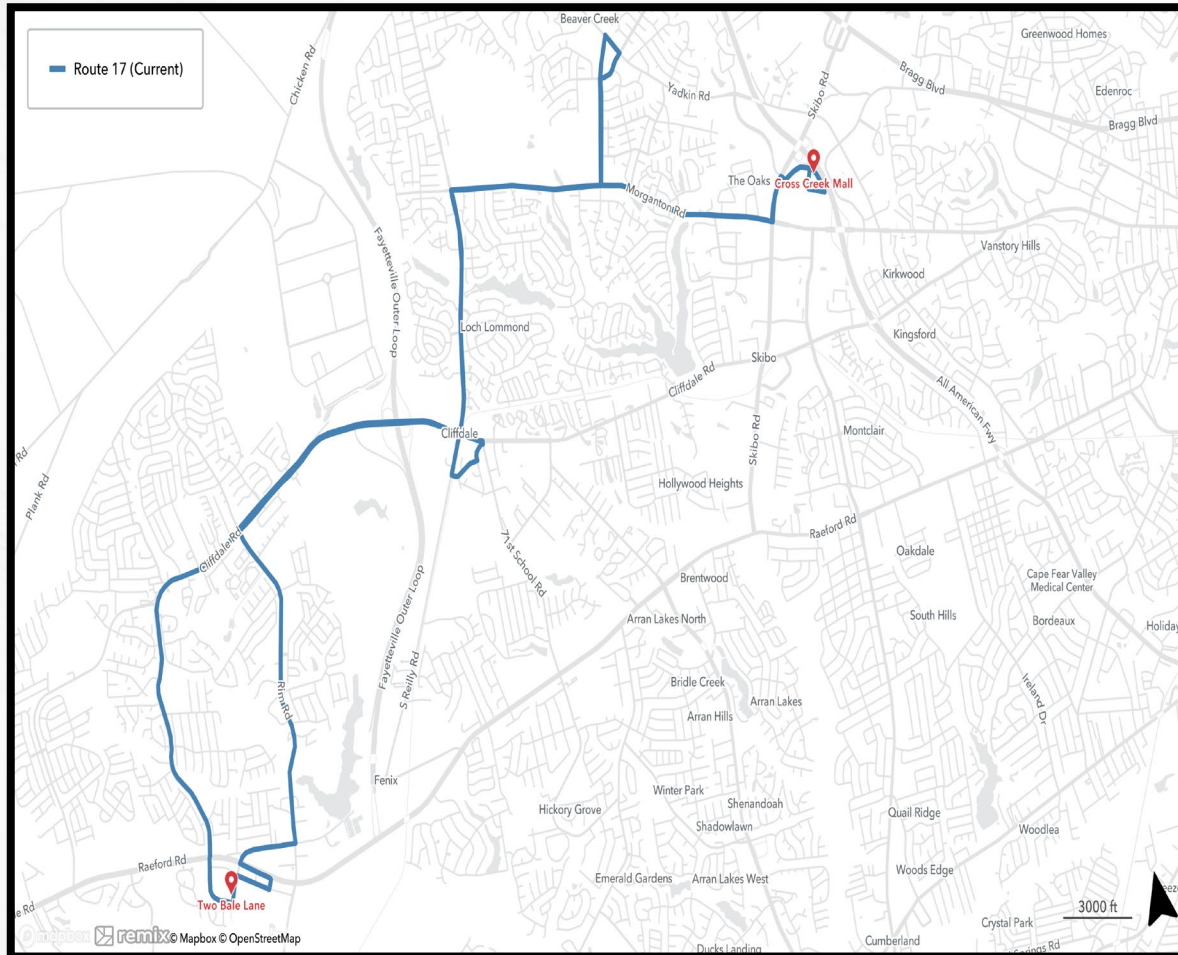 Route 17 (Current)
Beaver Creek
Greenwood Homes
Chicken Rd
Skibo Rd
Bragg Blvd
Yadkin Rd
Edenroc
Bragg Blvd
The Oaks
Cross Creek Mall
Morganton Rd
Fayetteville Outer Loop
Vanstory Hills
Kirkwood
Loch Lommond
Kingsford
Skibo
Cliffdale Rd
All American Fwy
Cliffdale
Skibo Rd
Montclair
Plank Rd
Rd
Hollywood Heights
Raeford Rd
Cliffdale Rd
71st School Rd
Oakdale
Brentwood
Cape Fear Valley
Medical Center
Fayetteville Outer Loop
Arran Lakes North
South Hills
Bordeaux
Holiday
S Reilly Rd
Bridle Creek
Rim Rd
Arran Lakes
Ireland Dr
Arran Hills
Fenix
Winter Park
Hickory Grove
Shenandoah
Quail Ridge
Shadowlawn
Woodlea
Raeford Rd
Woods Edge
Emerald Gardens
Arran Lakes West
Two Bale Lane
3000 ft
Crystal Park
mapbox remix © Mapbox © OpenStreetMap
Cumberland
Ducks Landing
Springs Rd